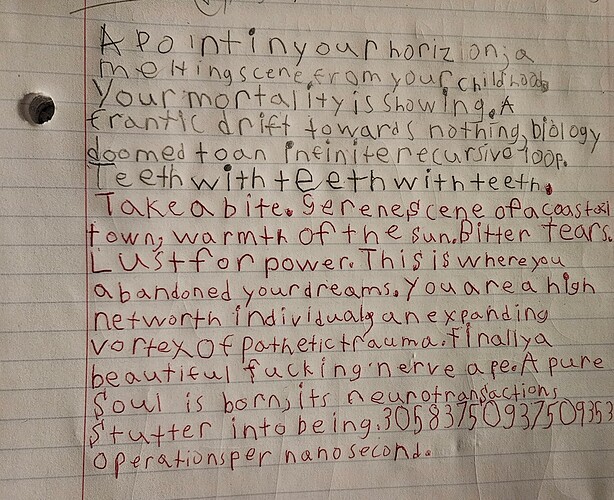 A point in your horizion; a
melting scene from your childhood.
Your mortality is showing. A
frantic drift towards nothing, biology
doomed to an infinite recursive loop.
Teeth with teeth with teeth.
Take a bite. Serene scene of a coastal
town, warmth of the sun. Bitter tears.
Lust for power. This is where you
abandoned your dreams. You are a high
networth individual, an expanding
vortex of pathetic trauma. Finally a
beautiful fucking nerve ape. A pure
soul is born, its neurotransactions
stutter into being. 30583750937509353
operations per nanosecond.